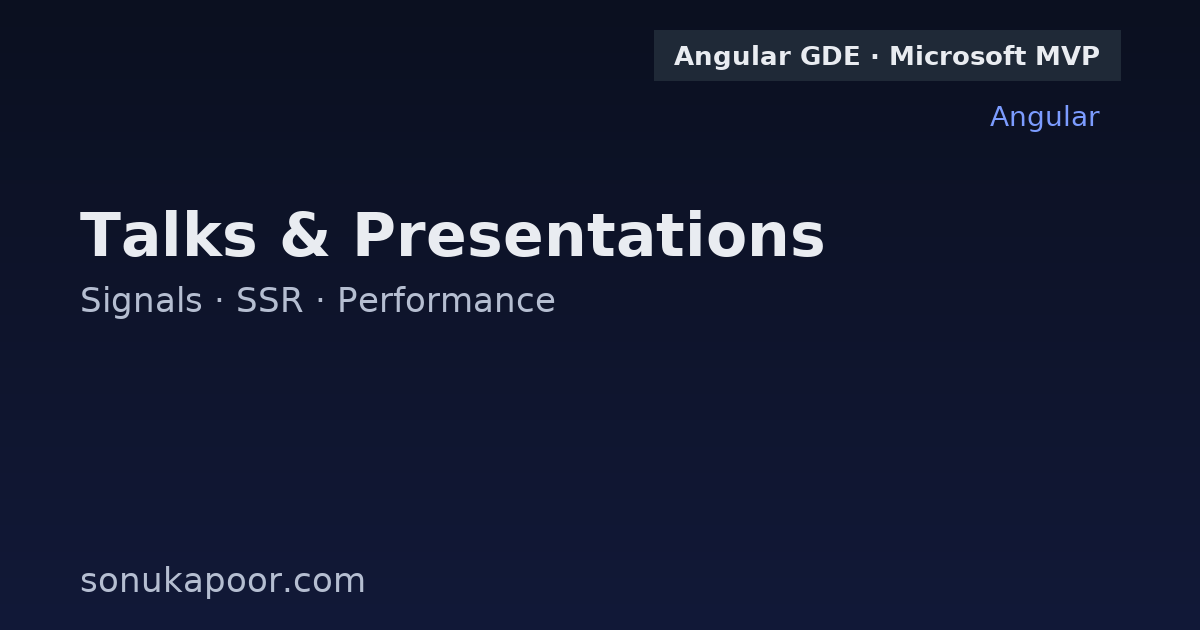 Angular GDE · Microsoft MVP
Angular
Talks & Presentations
Signals · SSR · Performance
sonukapoor.com